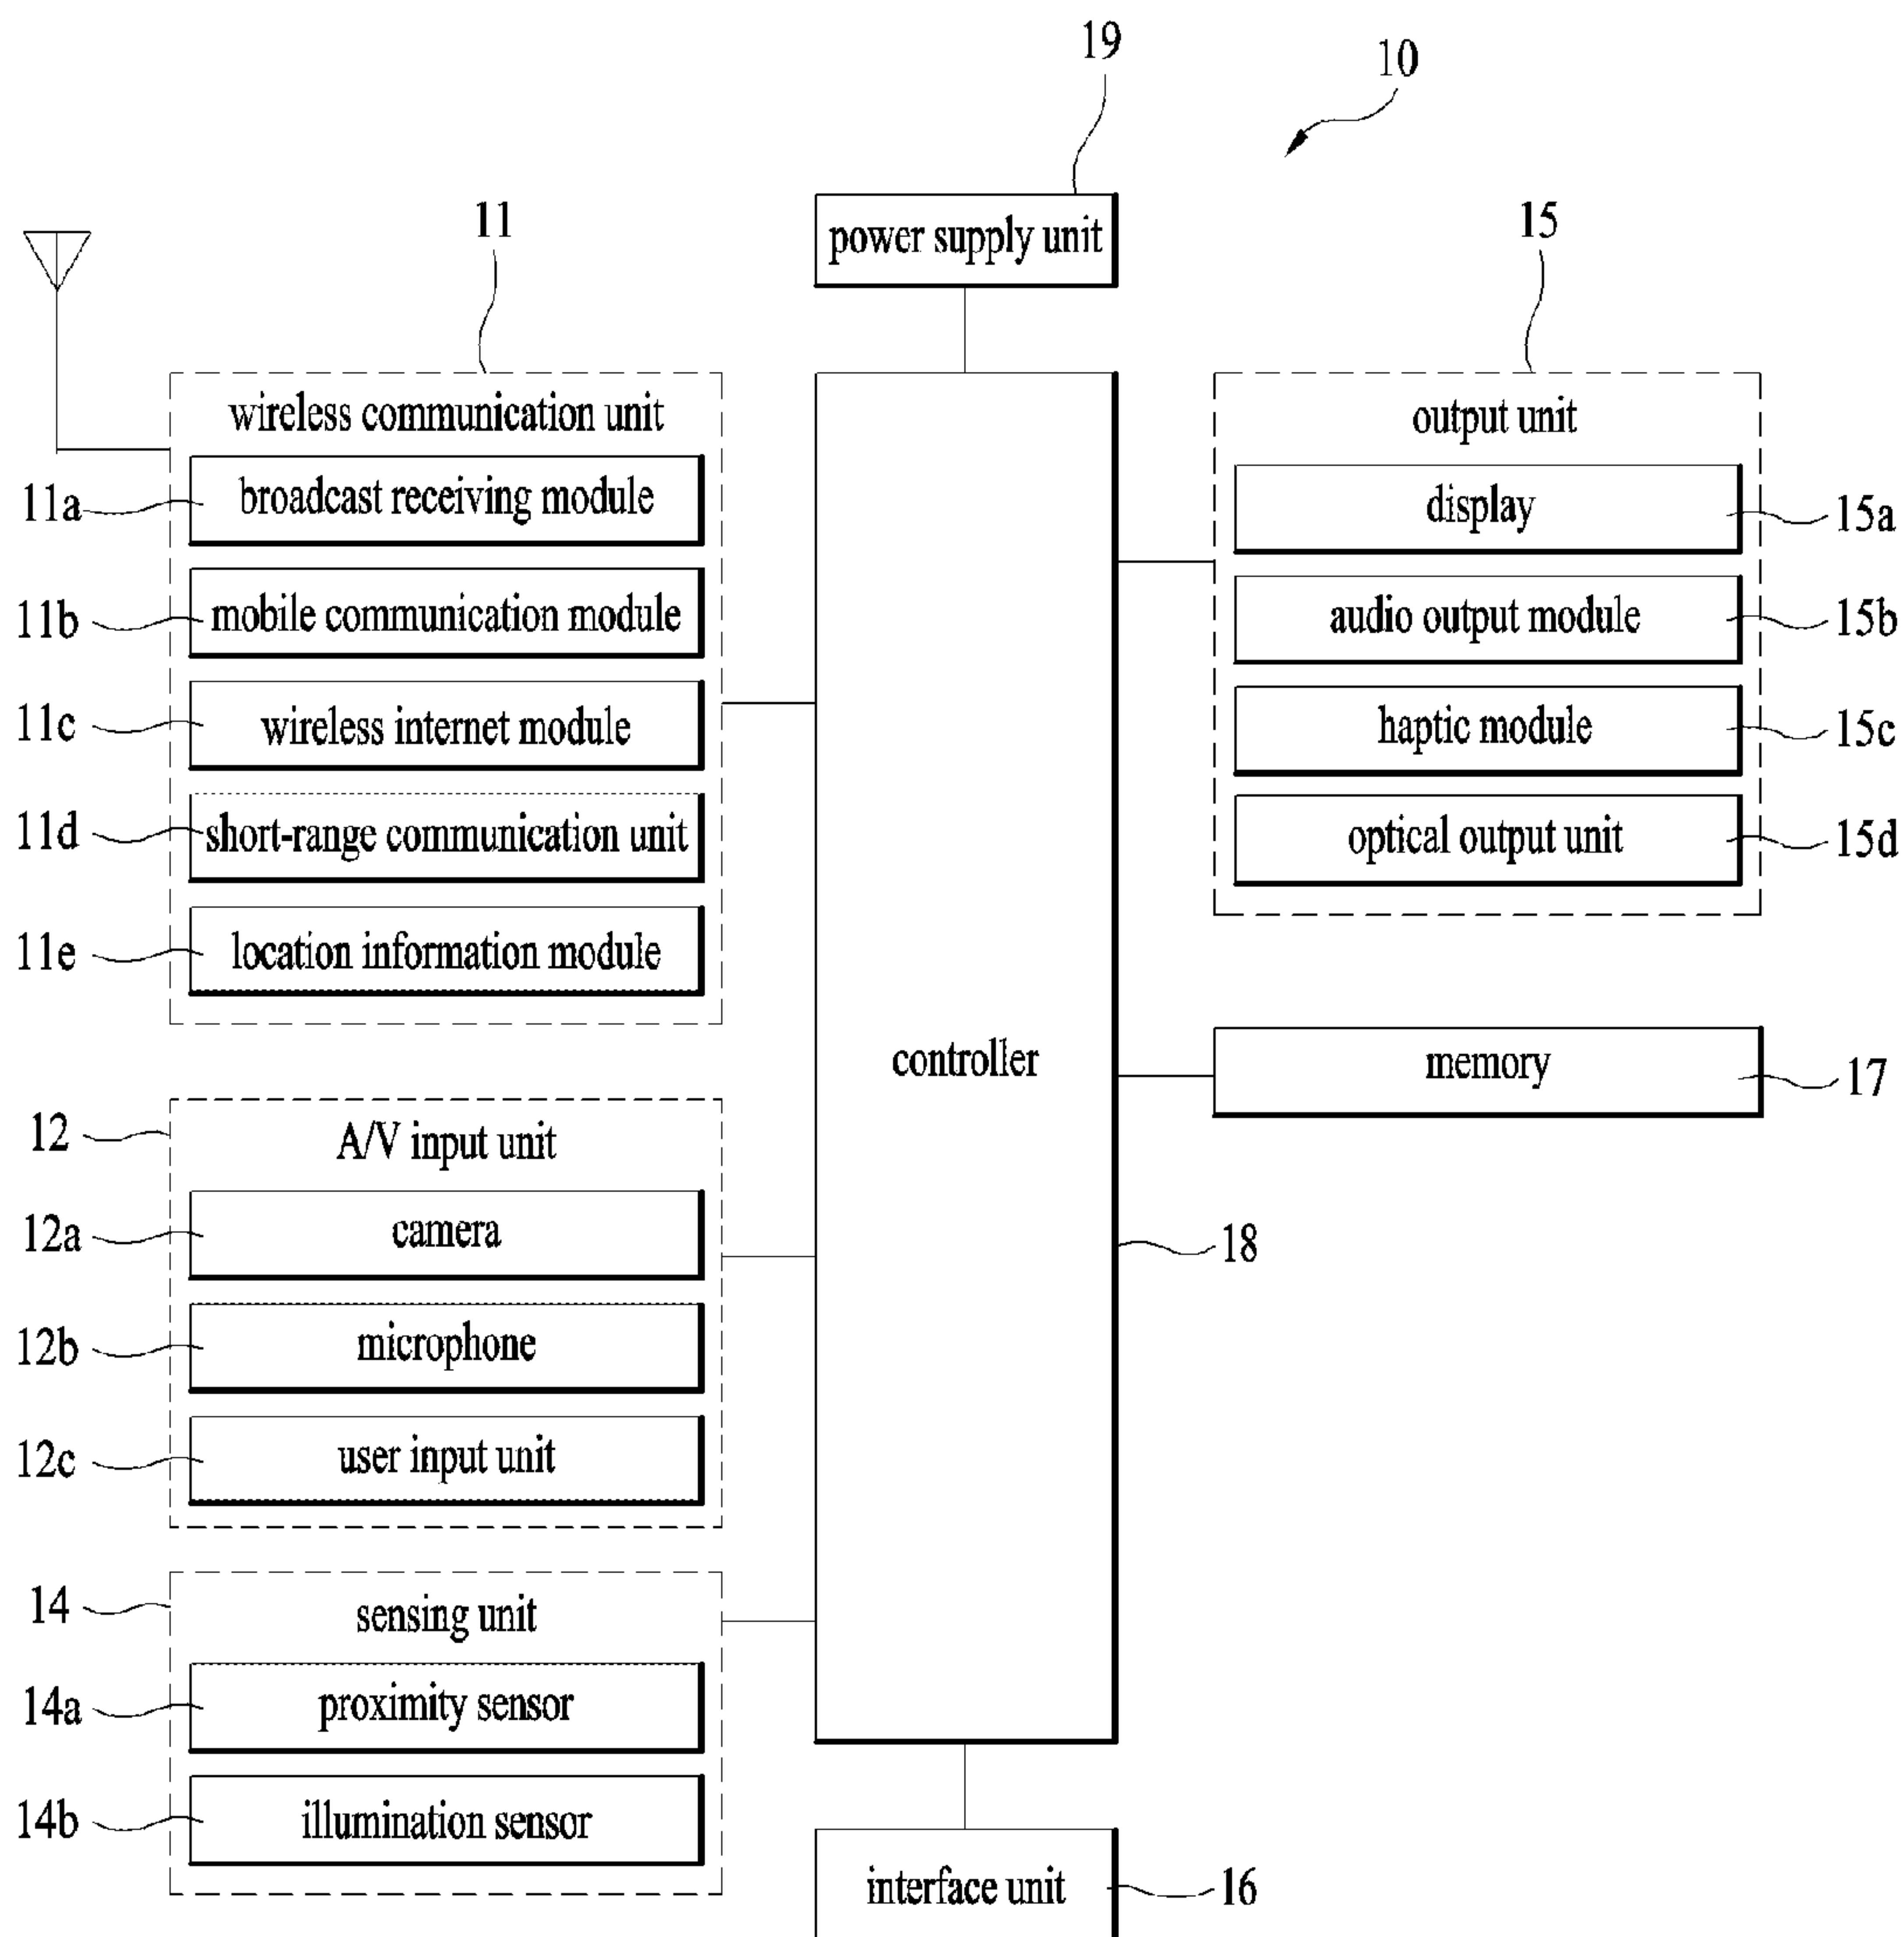 19
10
power supply unit
11
15
wireless communication unit
output unit
11a
broadcast receiving module
display
15a
11b
mobile communication module
audio output module
15b
11c
wireless internet module
haptic module
15c
11d
short-range communication unit
optical output unit
15d
11e
location information module
controller
memory
17
12
A/V input unit
12a
camera
18
12b
microphone
12c
user input unit
14
sensing unit
14a
proximity sensor
14b
illumination sensor
interface unit
16